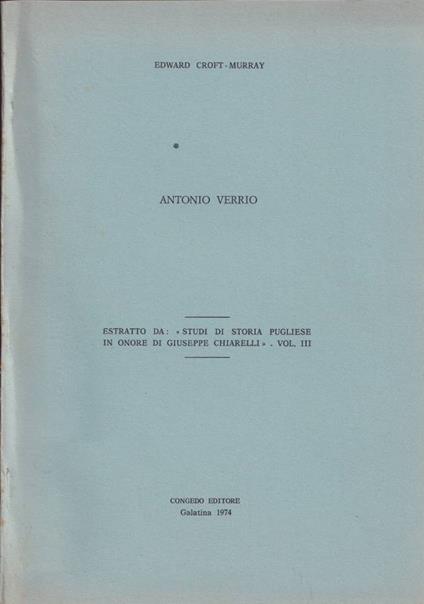 EDWARD CROFT-MURRAY
ANTONIO VERRIO
ESTRATTO DA: « STUDI DI STORIA PUGLIESE
IN ONORE DI GIUSEPPE CHIARELLI » . VOL. III
CONGEDO EDITORE
Galatina 1974